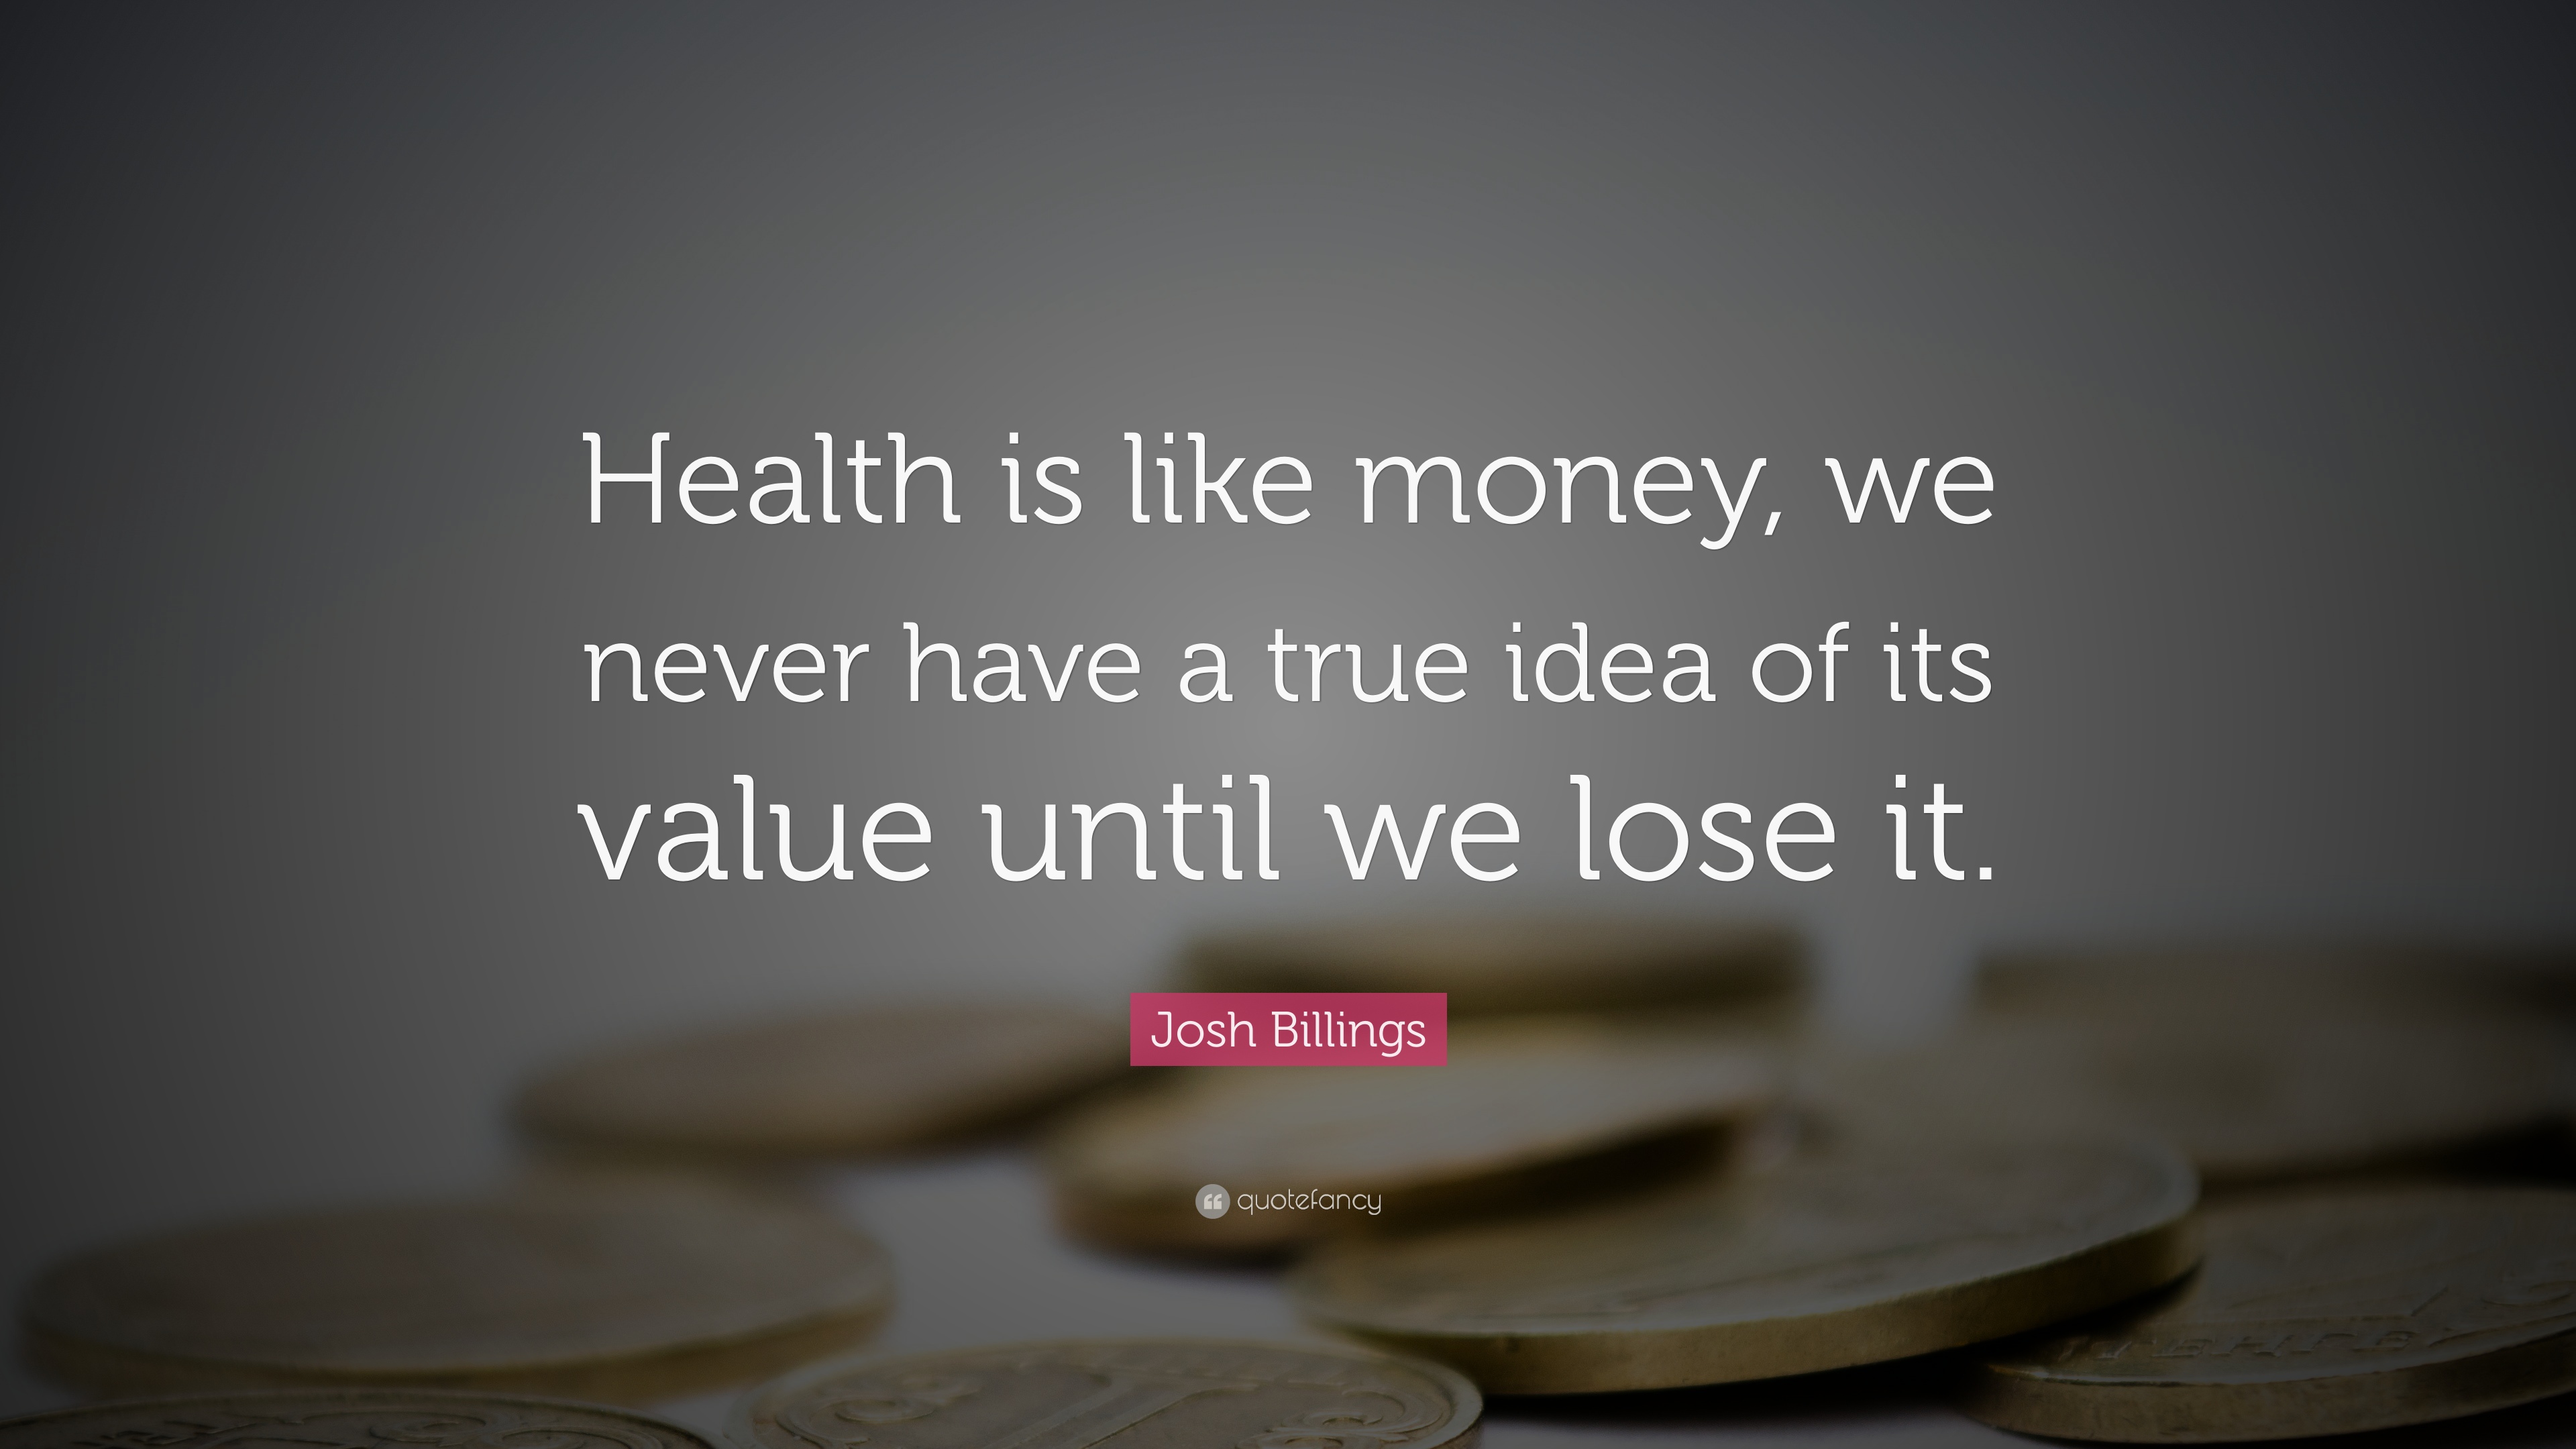 Health is like money, we
never have a true idea of its
value until we lose it.
Josh Billings
quotefancy